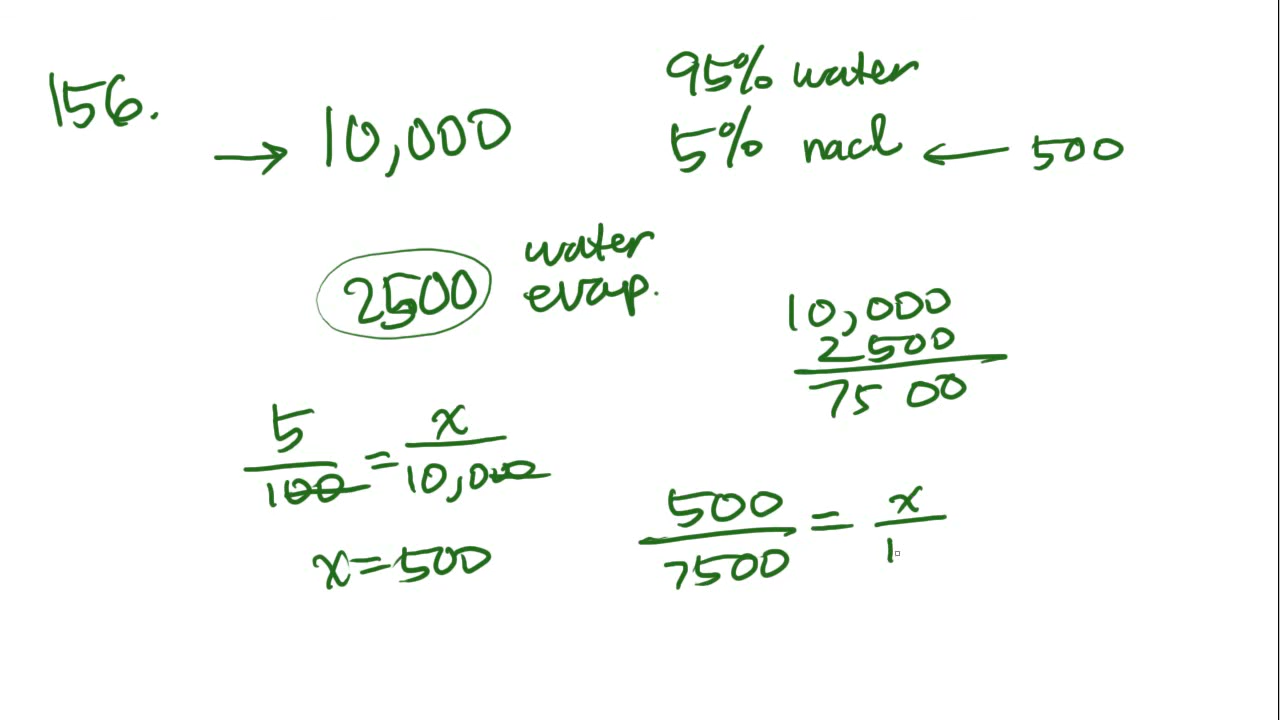 156.
→ 10,000
95% water
5% nacl ← 500
2500 water
evap.
10,000
2500
7500
5/100 = x/10,000
x=500
500/7500 = x/1